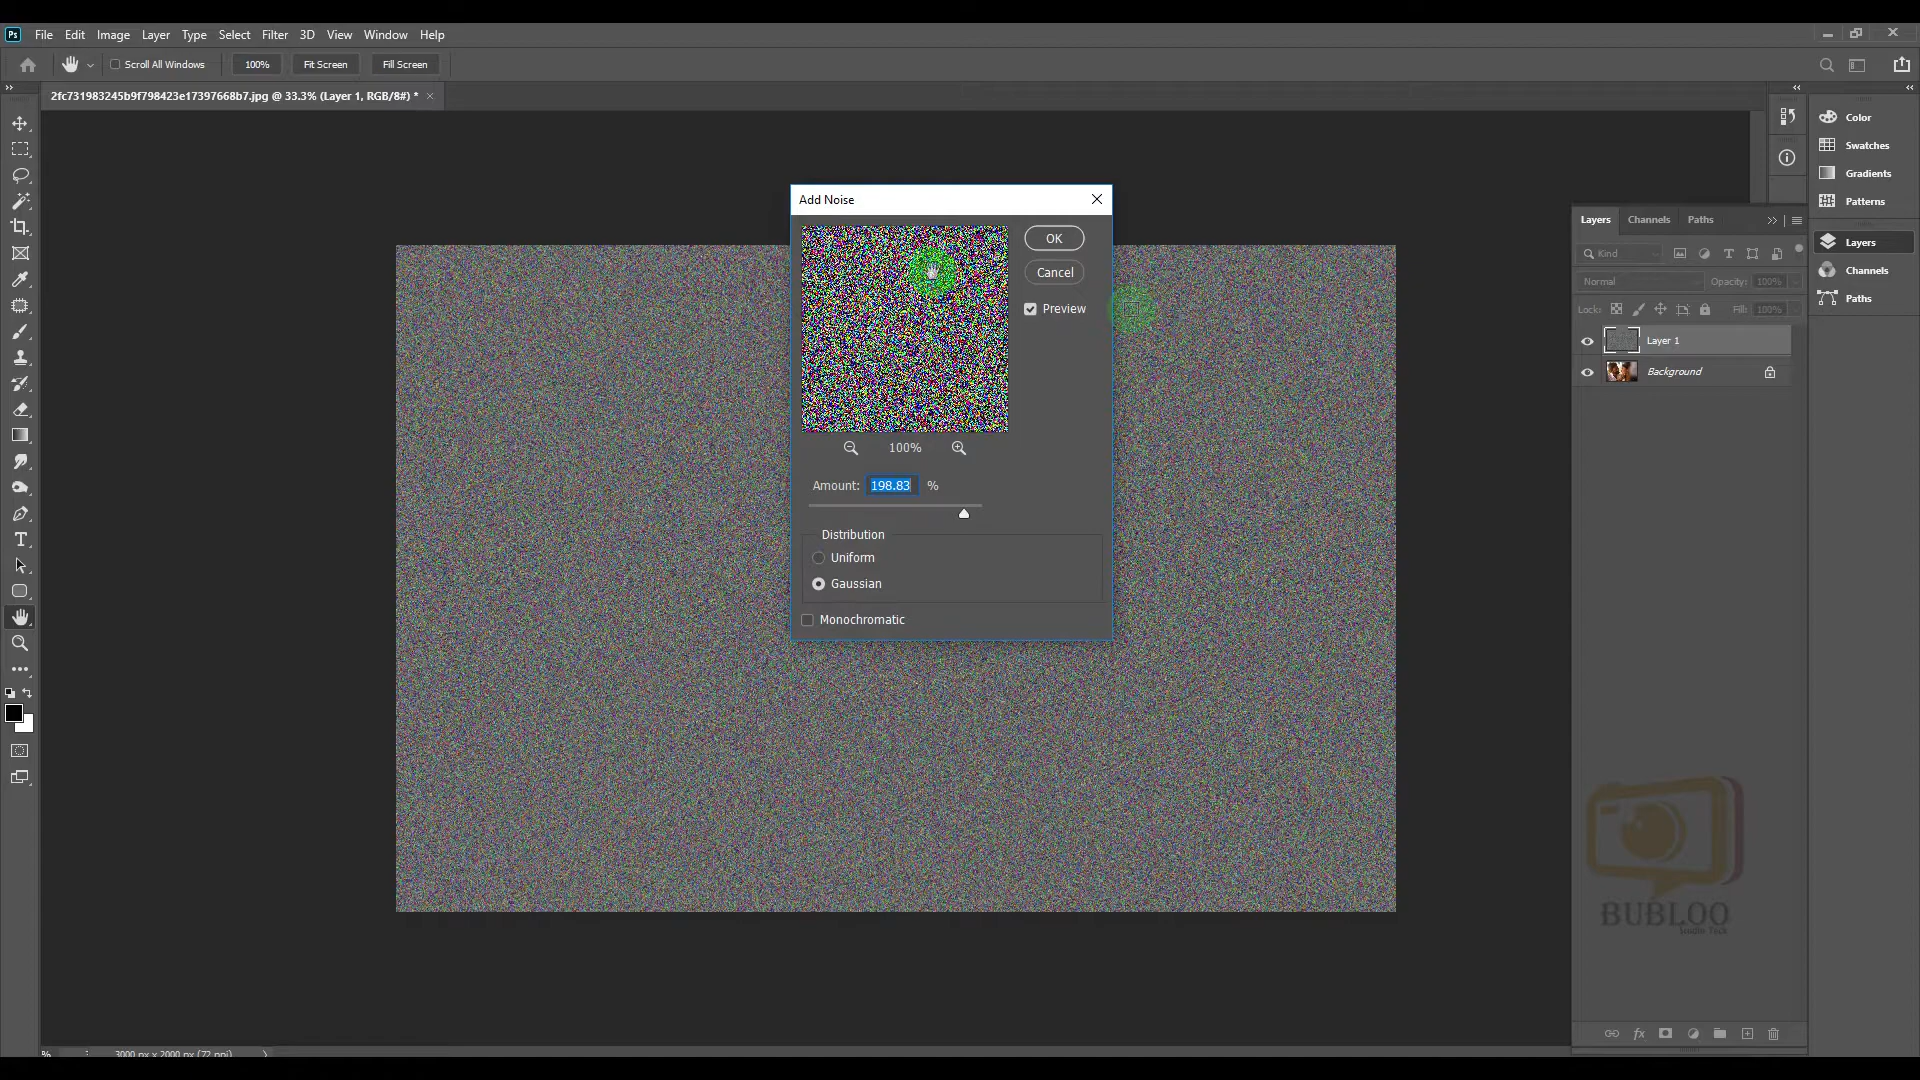 Ps File Edit Image Layer Type Select Filter 3D View Window Help
Scroll All Windows 100% Fit Screen Fill Screen
2fc731983245b9f798423e17397668b7.jpg @ 33.3% (Layer 1, RGB/8#) *
Add Noise
OK
Cancel
Preview
100%
Amount: 198.83 %
Distribution
Uniform
Gaussian
Monochromatic
Layers Channels Paths
Kind
Normal Opacity: 100%
Lock: Fill: 100%
Layer 1
Background
Color
Swatches
Gradients
Patterns
Layers
Channels
Paths
BUBLOO
Studio Teck
% 3000 px x 2000 px (72 ppi)